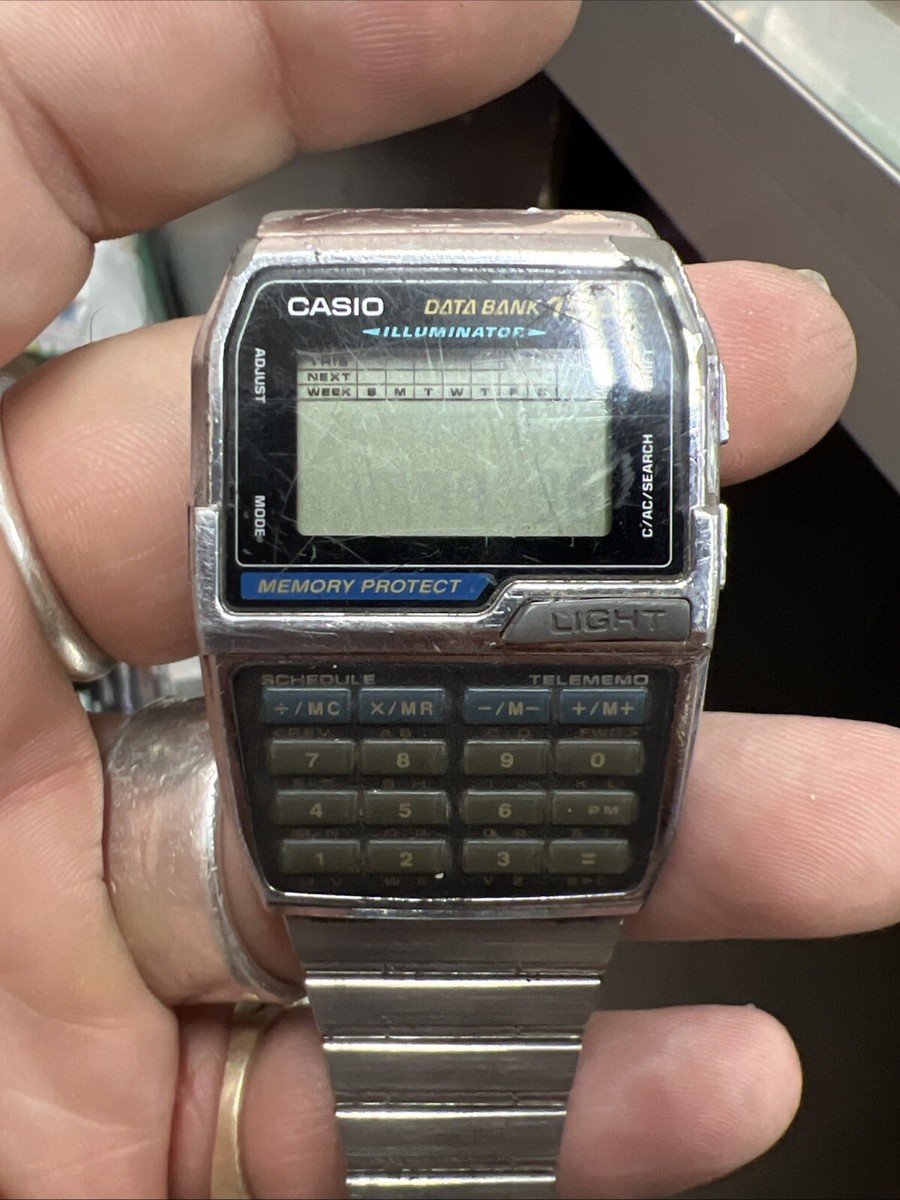 CASIO DATA BANK
ILLUMINATOR
ADJUST
THIS
NEXT
WEEK S M T W T F S
MODE
C/AC/SEARCH
MEMORY PROTECT
LIGHT
SCHEDULE TELEMEMO
÷/MC ×/MR −/M− +/M+
7 8 9 0
4 5 6 · PM
1 2 3 =